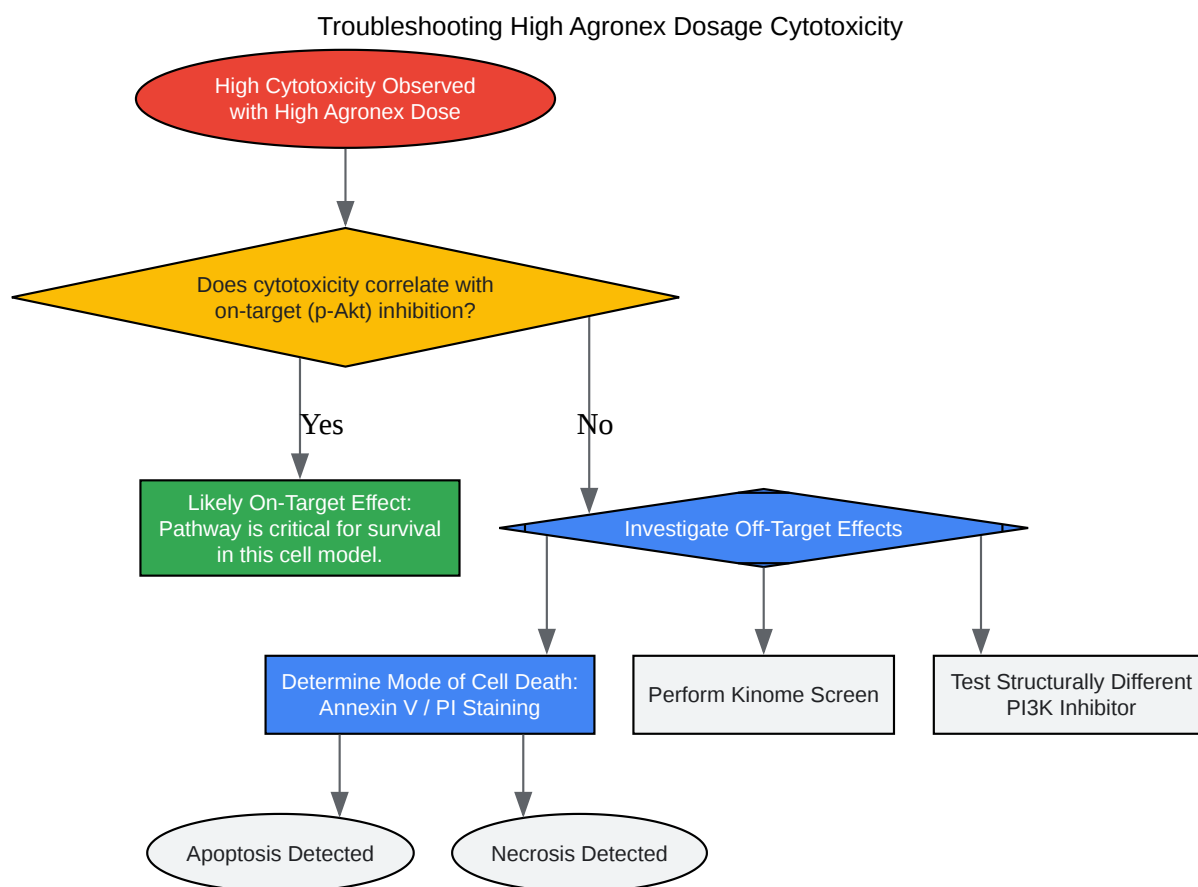 Troubleshooting High Agronex Dosage Cytotoxicity
High Cytotoxicity Observed
with High Agronex Dose
Does cytotoxicity correlate with
on-target (p-Akt) inhibition?
Yes
No
Likely On-Target Effect:
Pathway is critical for survival
in this cell model.
Investigate Off-Target Effects
Determine Mode of Cell Death:
Annexin V / PI Staining
Perform Kinome Screen
Test Structurally Different
PI3K Inhibitor
Apoptosis Detected
Necrosis Detected